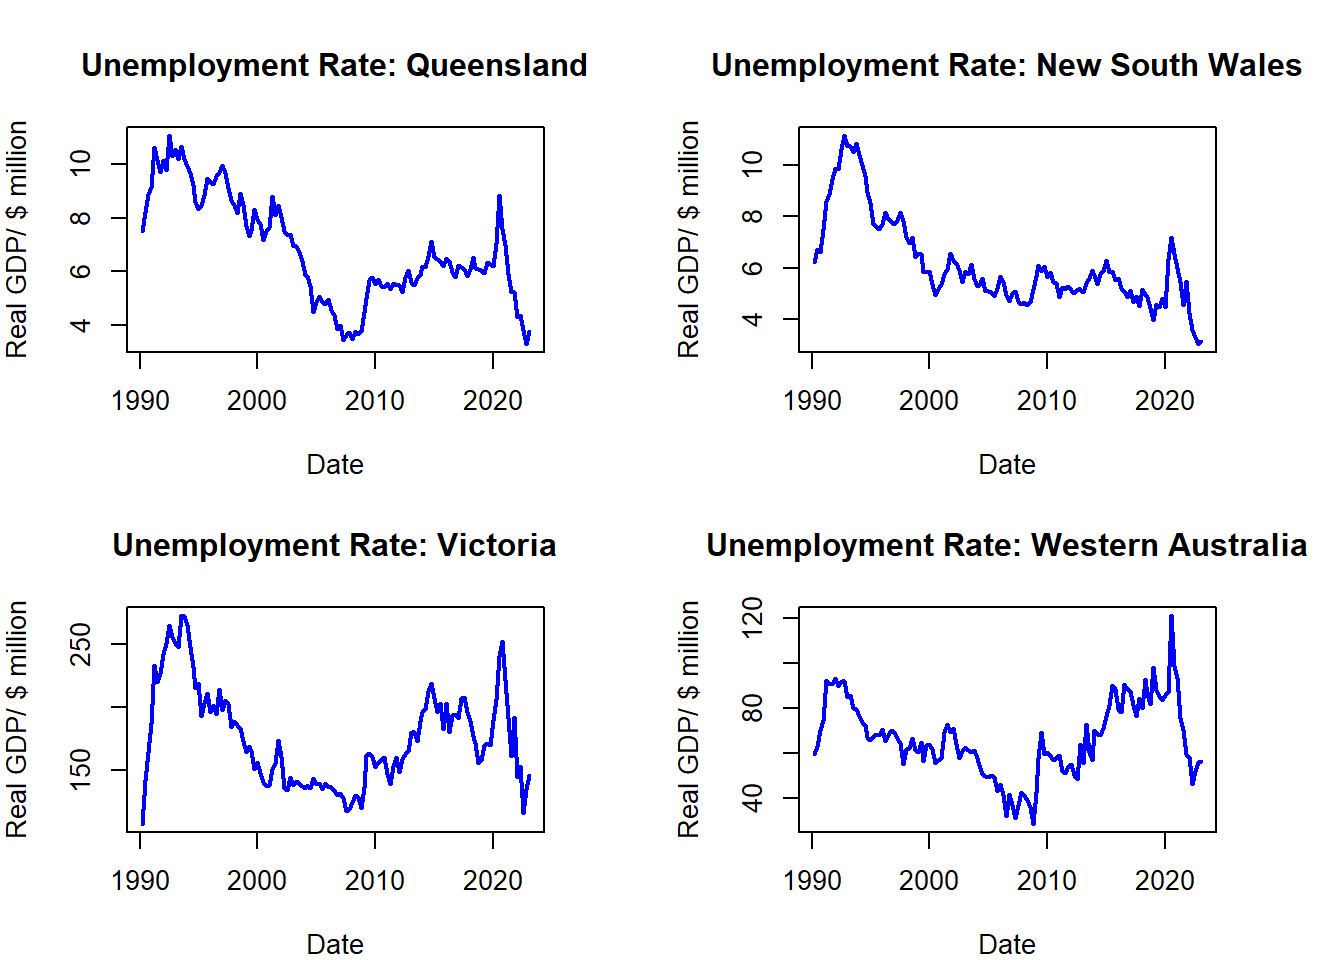 Unemployment Rate: Queensland
Real GDP/ $ million
10
8
6
4
1990 2000 2010 2020
Date
Unemployment Rate: New South Wales
Real GDP/ $ million
10
8
6
4
1990 2000 2010 2020
Date
Unemployment Rate: Victoria
Real GDP/ $ million
250
150
1990 2000 2010 2020
Date
Unemployment Rate: Western Australia
Real GDP/ $ million
120
80
40
1990 2000 2010 2020
Date